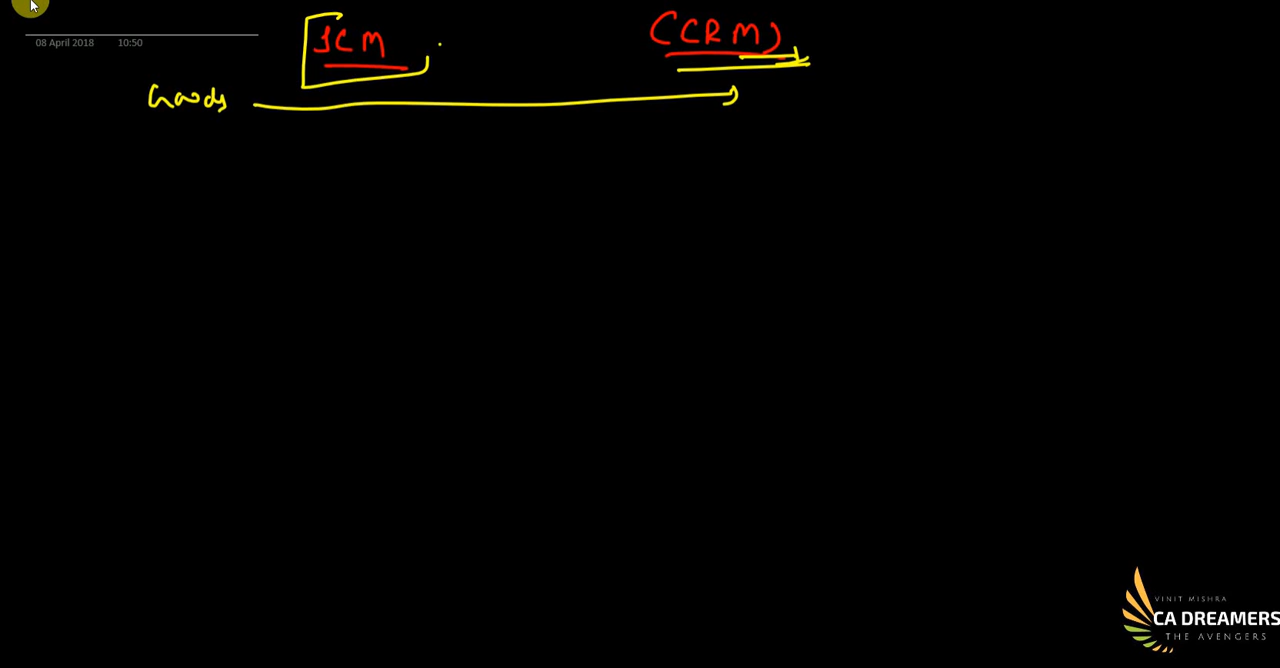 SCM (CRM)
08 April 2018 10:50
Goods
VINIT MISHRA
CA DREAMERS
THE AVENGERS